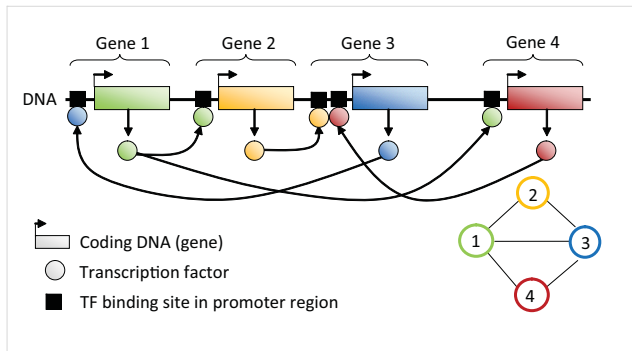 Gene 1 Gene 2 Gene 3 Gene 4
DNA
2
1 3
4
Coding DNA (gene)
Transcription factor
TF binding site in promoter region